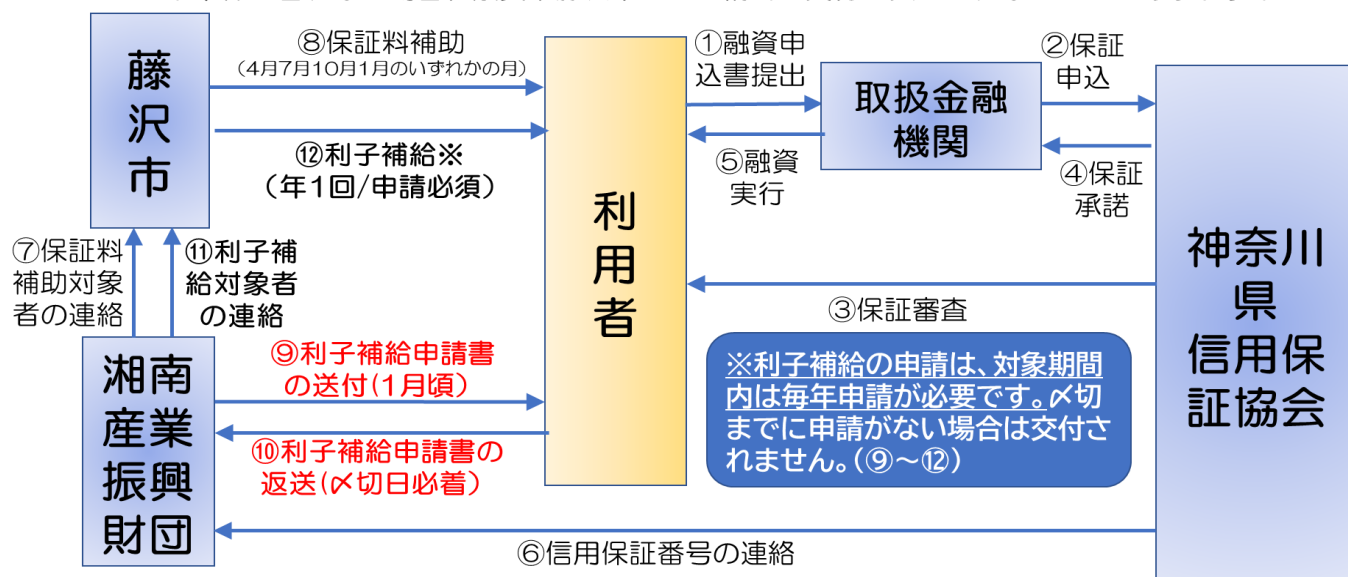 藤
沢
市
⑧保証料補助
(4月7月10月1月のいずれかの月)
⑫利子補給※
(年1回/申請必須)
利
用
者
①融資申
込書提出
⑤融資
実行
取扱金融
機関
②保証
申込
④保証
承諾
神奈川
県
信用保
証協会
③保証審査
⑦保証料
補助対象
者の連絡
⑪利子補
給対象者
の連絡
湘南
産業
振興
財団
⑨利子補給申請書
の送付(1月頃)
⑩利子補給申請書の
返送(〆切日必着)
※利子補給の申請は、対象期間
内は毎年申請が必要です。〆切
までに申請がない場合は交付さ
れません。(⑨~⑫)
⑥信用保証番号の連絡